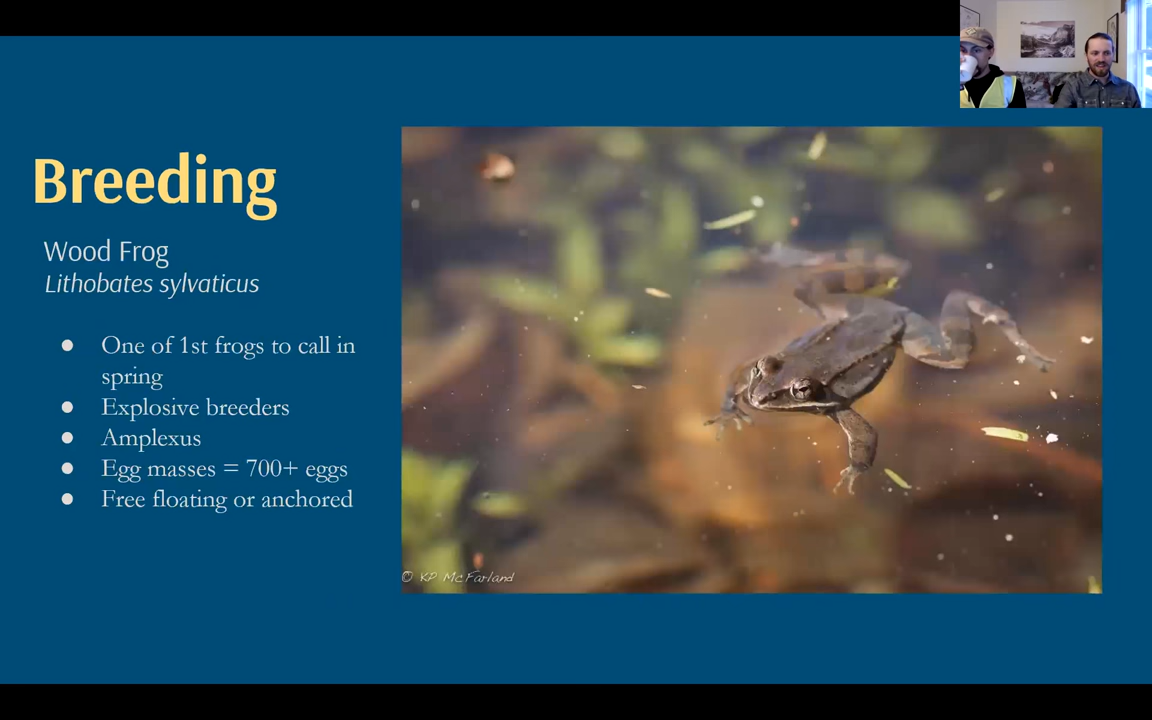 Breeding
Wood Frog
Lithobates sylvaticus
● One of 1st frogs to call in
spring
● Explosive breeders
● Amplexus
● Egg masses = 700+ eggs
● Free floating or anchored
© KP McFarland